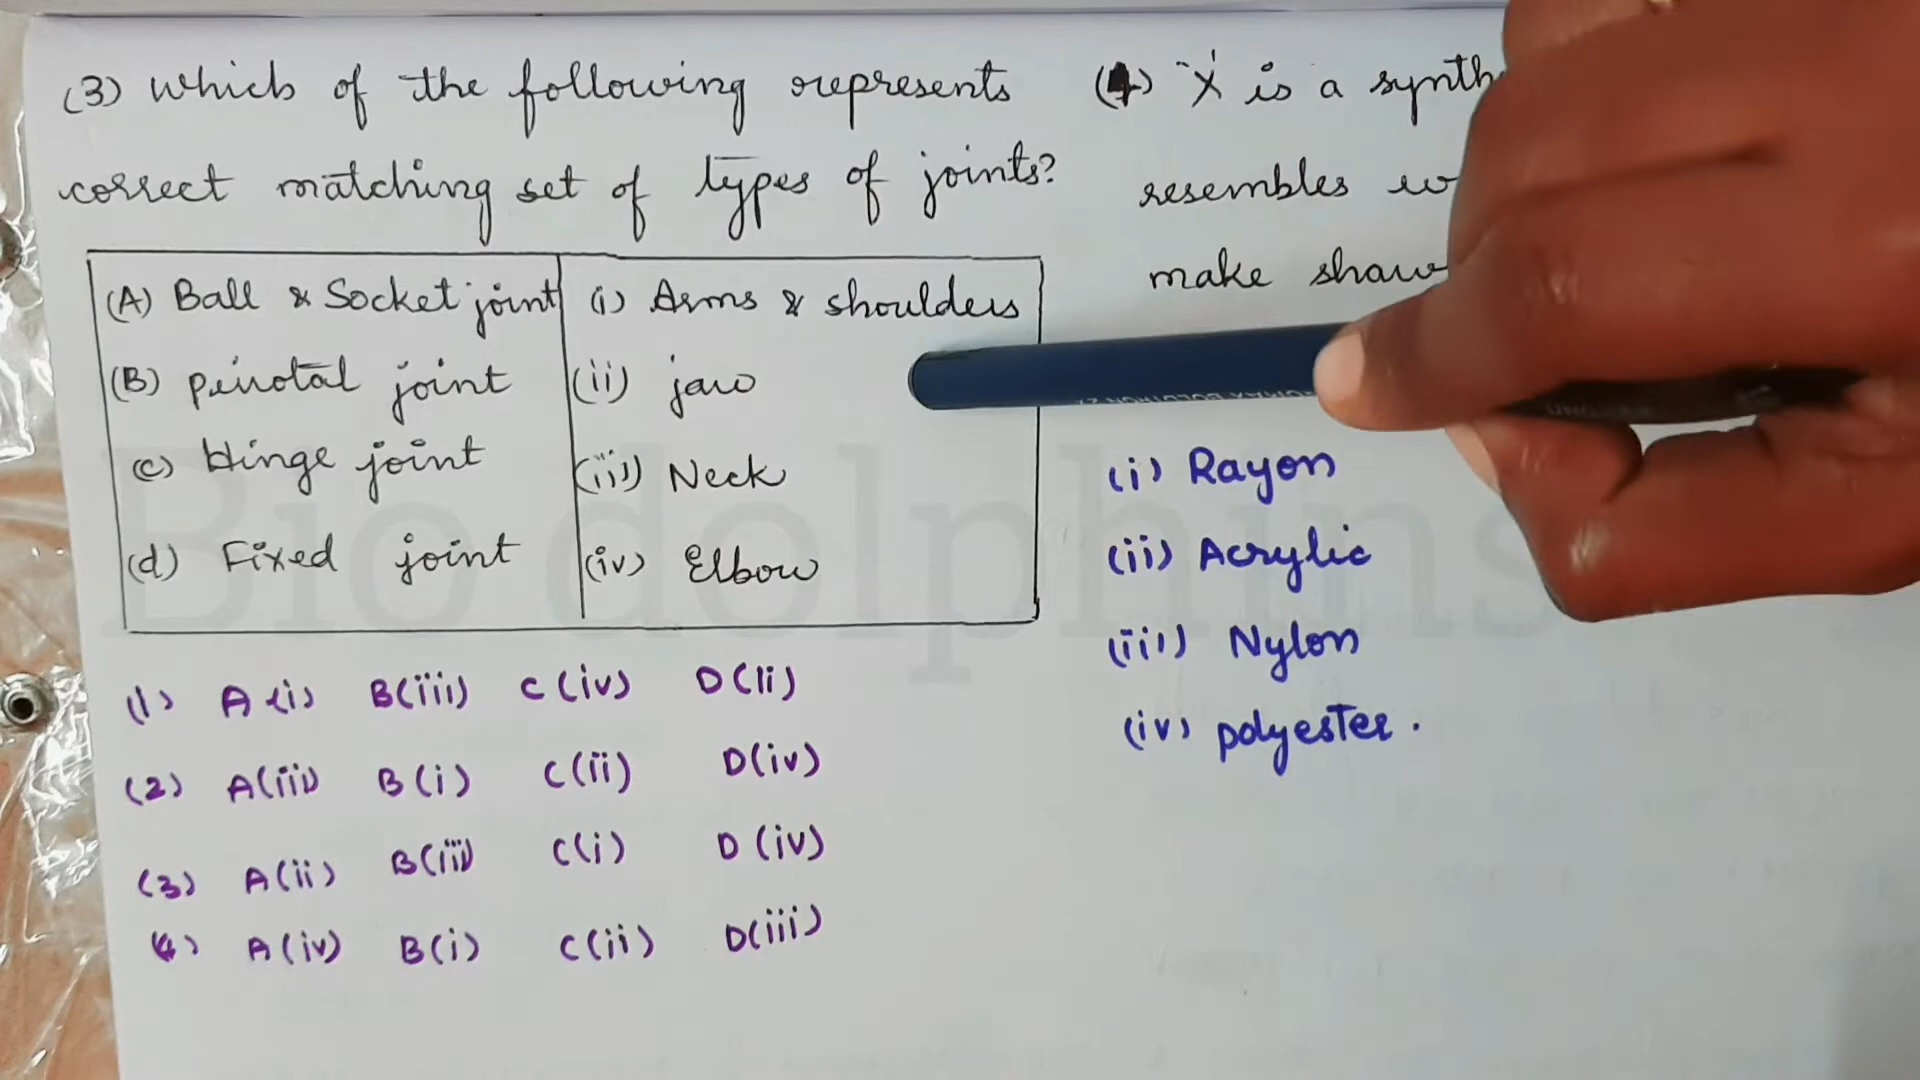 (3) Which of the following represents
correct matching set of types of joints?
(A) Ball & Socket joint (i) Arms & shoulders
(B) pivotal joint (ii) jaw
(c) Hinge joint (iii) Neck
(d) Fixed joint (iv) Elbow
(1) A (i) B(iii) C (iv) D (ii)
(2) A(iii) B (i) C (ii) D(iv)
(3) A(ii) B(iii) C(i) D (iv)
(4) A (iv) B(i) C (ii) D(iii)
(4) 'X' is a
resembles
make
(i) Rayon
(ii) Acrylic
(iii) Nylon
(iv) polyester.
Bio dolphins